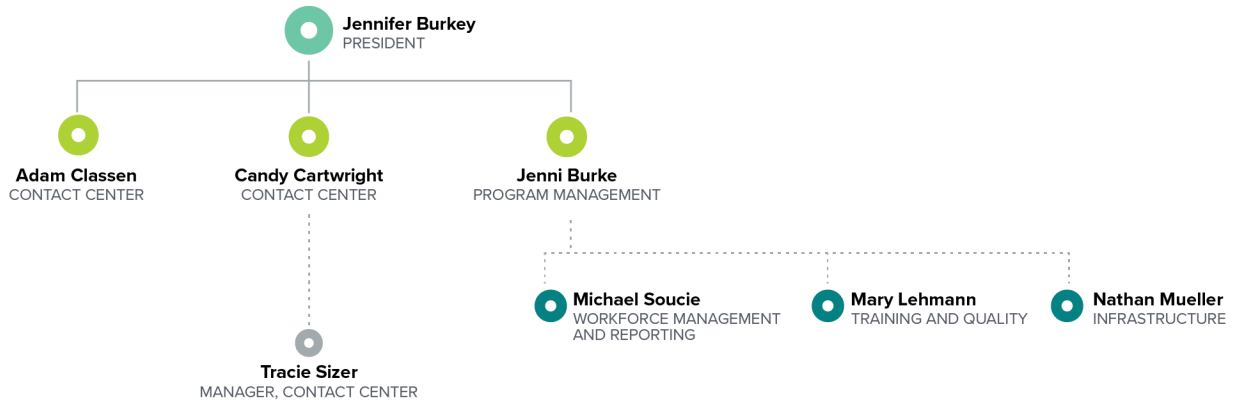 Jennifer Burkey
PRESIDENT
Adam Classen
CONTACT CENTER
Candy Cartwright
CONTACT CENTER
Jenni Burke
PROGRAM MANAGEMENT
Michael Soucie
WORKFORCE MANAGEMENT
AND REPORTING
Mary Lehmann
TRAINING AND QUALITY
Nathan Mueller
INFRASTRUCTURE
Tracie Sizer
MANAGER, CONTACT CENTER